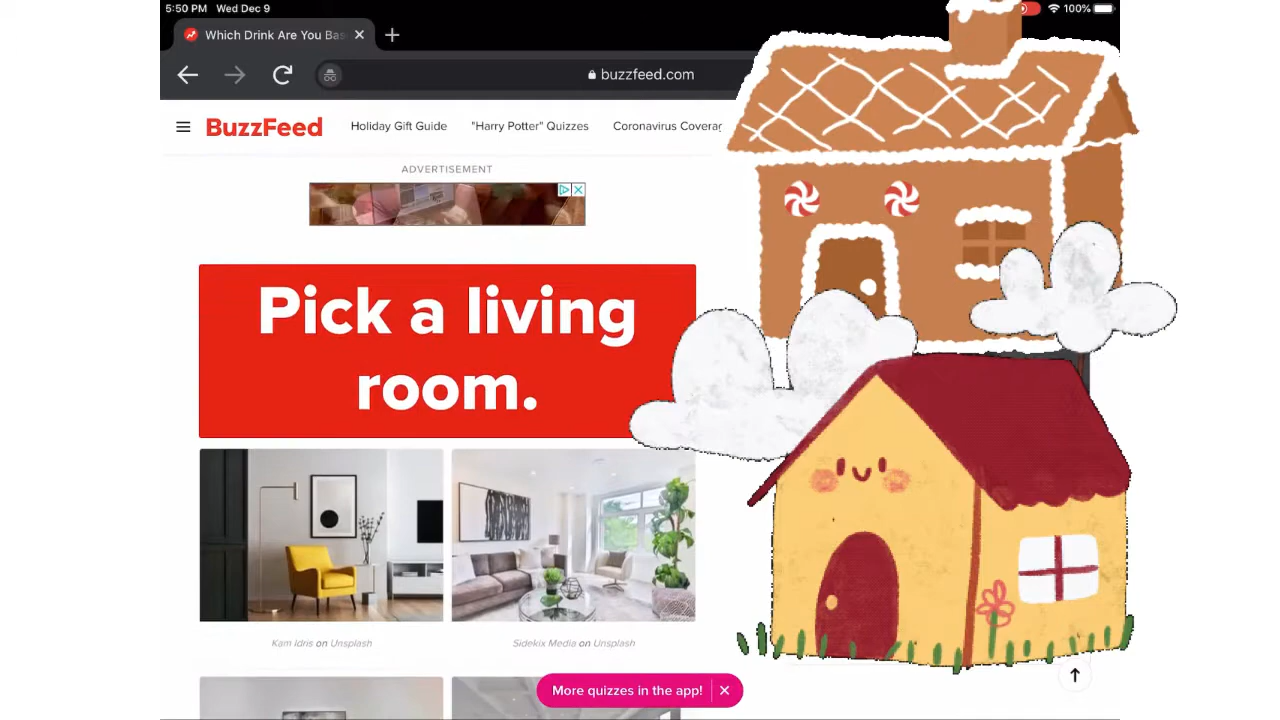 5:50 PM Wed Dec 9
100%
Which Drink Are You Bas
buzzfeed.com
BuzzFeed
Holiday Gift Guide
"Harry Potter" Quizzes
Coronavirus Coverag
ADVERTISEMENT
Pick a living
room.
Kam Idris on Unsplash
Sidekix Media on Unsplash
More quizzes in the app!